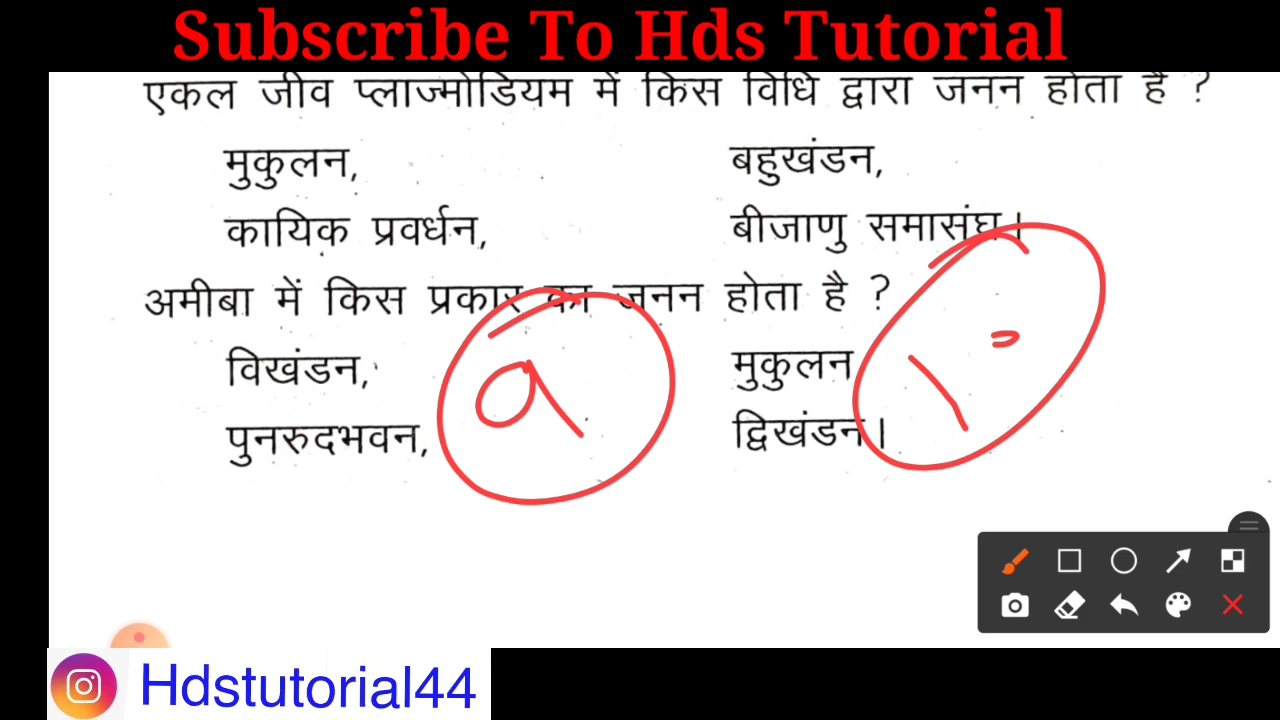 Subscribe To Hds Tutorial
एकल जीव प्लाज्मोडियम में किस विधि द्वारा जनन होता है ?
मुकुलन, बहुखंडन,
कायिक प्रवर्धन, बीजाणु समासंघ।
अमीबा में किस प्रकार का जनन होता है ?
विखंडन, मुकुलन
पुनरुदभवन, द्विखंडन।
Hdstutorial44